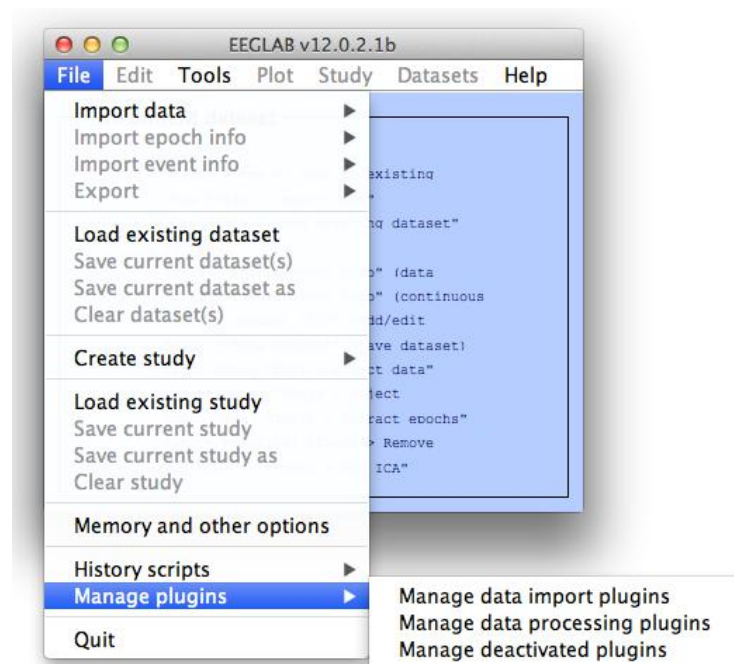 EEGLAB v12.0.2.1b
File Edit Tools Plot Study Datasets Help
Import data
Import epoch info
Import event info
Export
Load existing dataset
Save current dataset(s)
Save current dataset as
Clear dataset(s)
Create study
Load existing study
Save current study
Save current study as
Clear study
Memory and other options
History scripts
Manage plugins
Quit
existing
dataset"
(data
(continuous
dd/edit
ave dataset)
data"
ject
ract epochs"
> Remove
ICA"
Manage data import plugins
Manage data processing plugins
Manage deactivated plugins